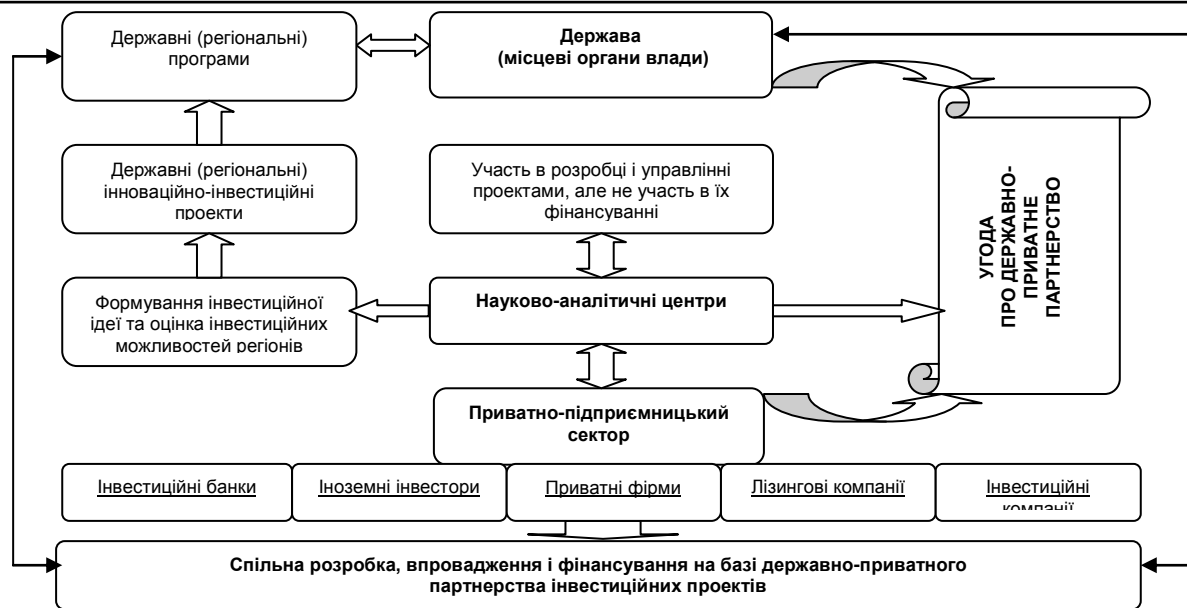 Державні (регіональні)
програми
Держава
(місцеві органи влади)
Державні (регіональні)
інноваційно-інвестиційні
проекти
Участь в розробці і управлінні
проектами, але не участь в їх
фінансуванні
УГОДА
ПРО ДЕРЖАВНО-
ПРИВАТНЕ
ПАРТНЕРСТВО
Формування інвестиційної
ідеї та оцінка інвестиційних
можливостей регіонів
Науково-аналітичні центри
Приватно-підприємницький
сектор
Інвестиційні банки
Іноземні інвестори
Приватні фірми
Лізингові компанії
Інвестиційні
компанії
Спільна розробка, впровадження і фінансування на базі державно-приватного
партнерства інвестиційних проектів